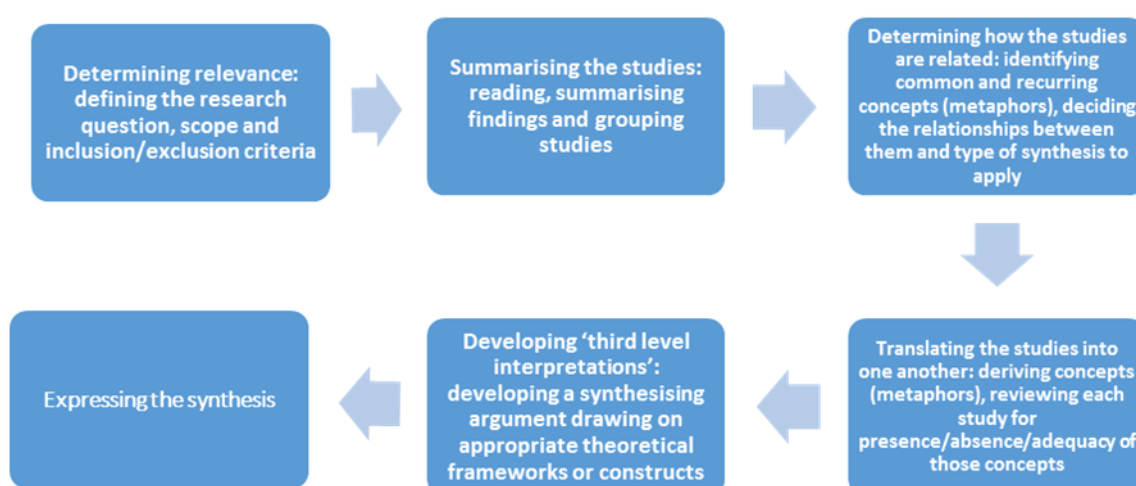 Determining relevance:
defining the research
question, scope and
inclusion/exclusion criteria
Summarising the studies:
reading, summarising
findings and grouping
studies
Determining how the studies
are related: identifying
common and recurring
concepts (metaphors), deciding
the relationships between
them and type of synthesis to
apply
Translating the studies into
one another: deriving concepts
(metaphors), reviewing each
study for
presence/absence/adequacy of
those concepts
Developing ‘third level
interpretations’:
developing a synthesising
argument drawing on
appropriate theoretical
frameworks or constructs
Expressing the synthesis